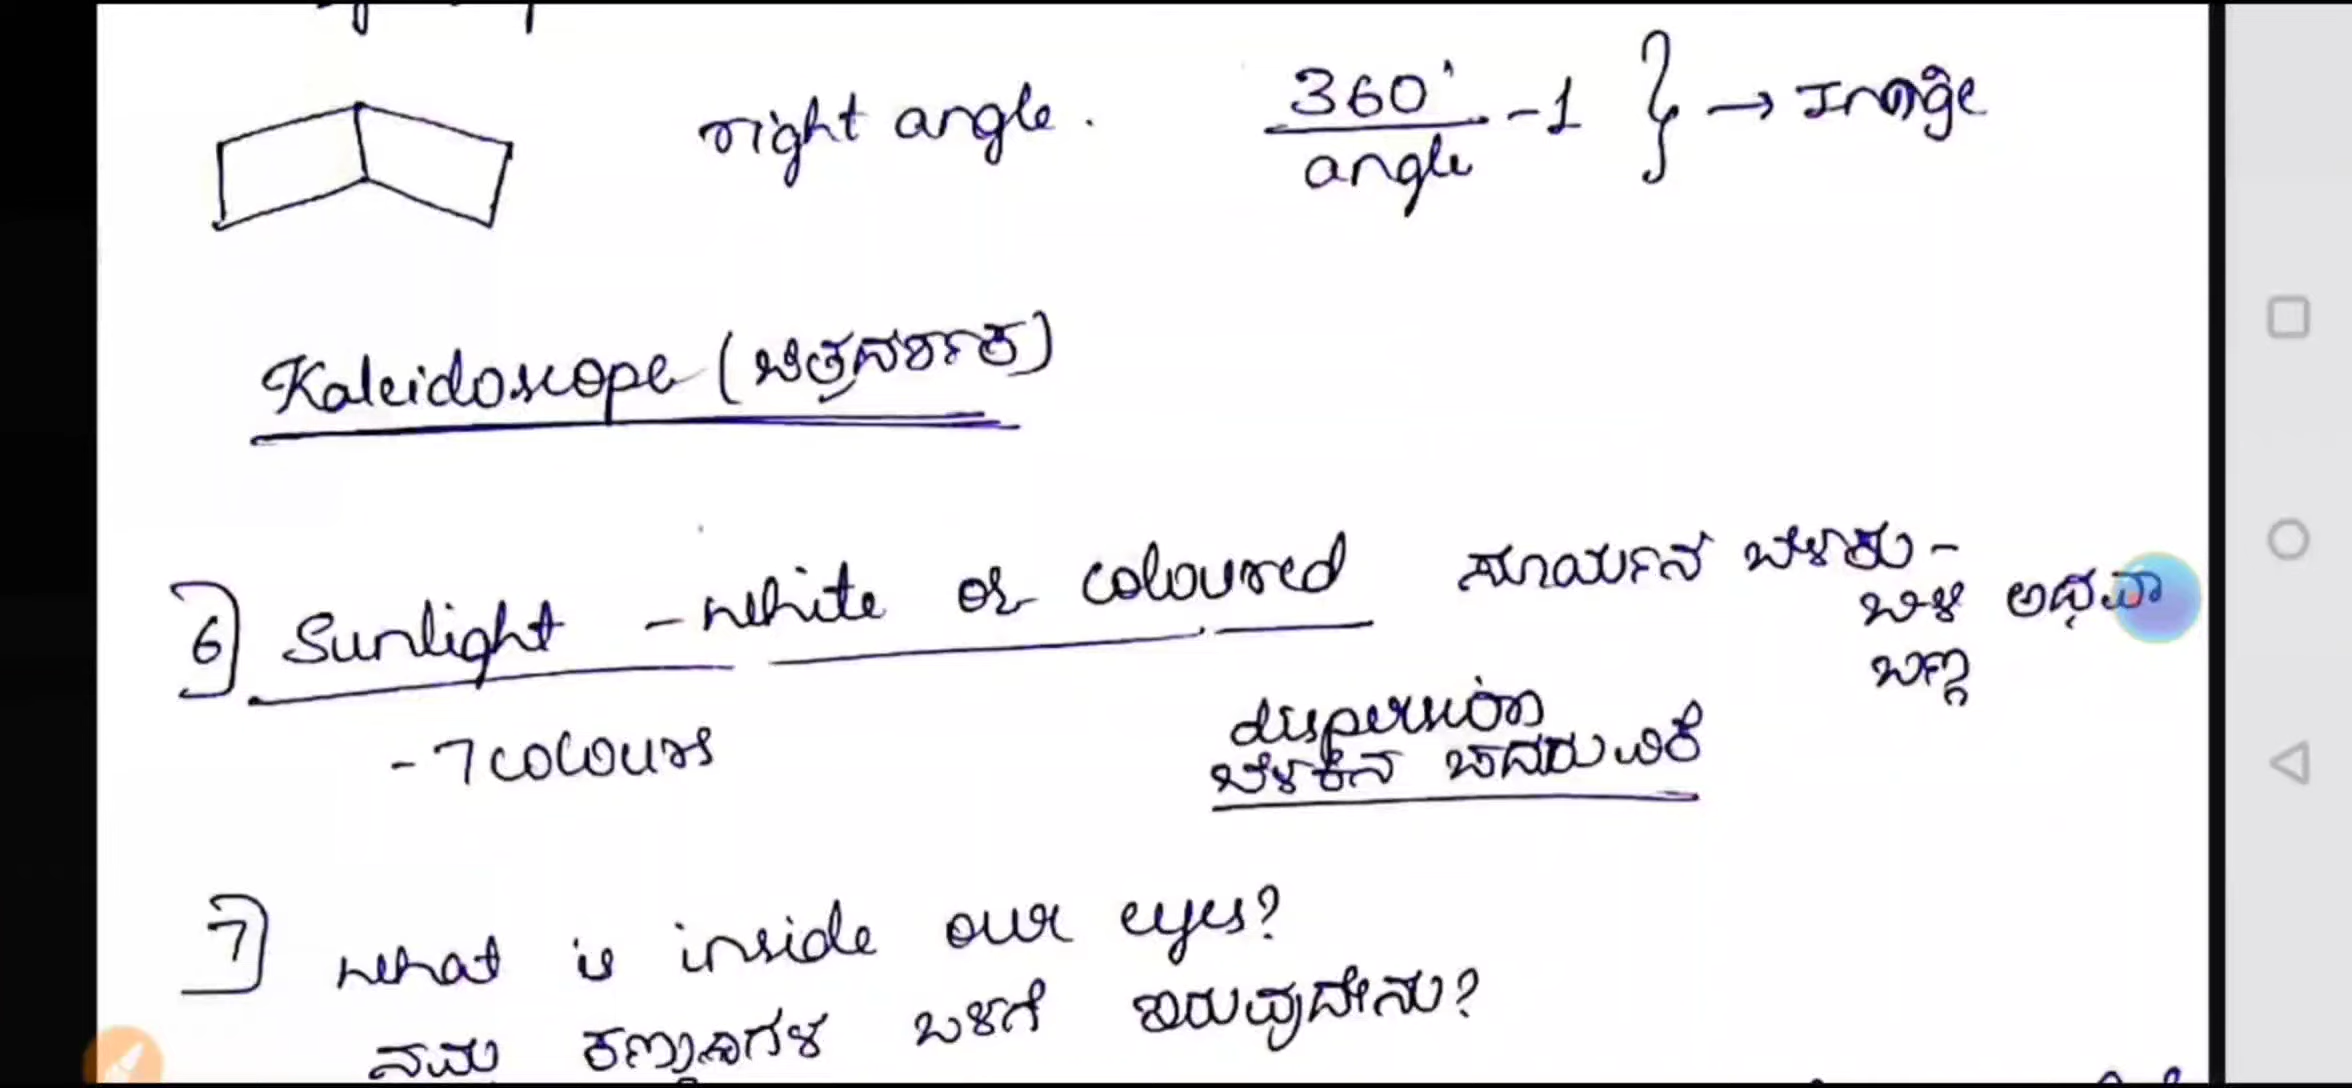 right angle. 360° / angle -1 } → Image
Kaleidoscope (ಚಿತ್ರದರ್ಶಕ)
6] Sunlight - white or coloured ಸೂರ್ಯನ ಬೆಳಕು -
ಬಿಳಿ ಅಥವಾ
ಬಣ್ಣ
- 7 colours
dispersion
ಬೆಳಕಿನ ಚದುರುವಿಕೆ
7] What is inside our eyes?
ನಮ್ಮ ಕಣ್ಣುಗಳ ಒಳಗೆ ಇರುವುದೇನು?